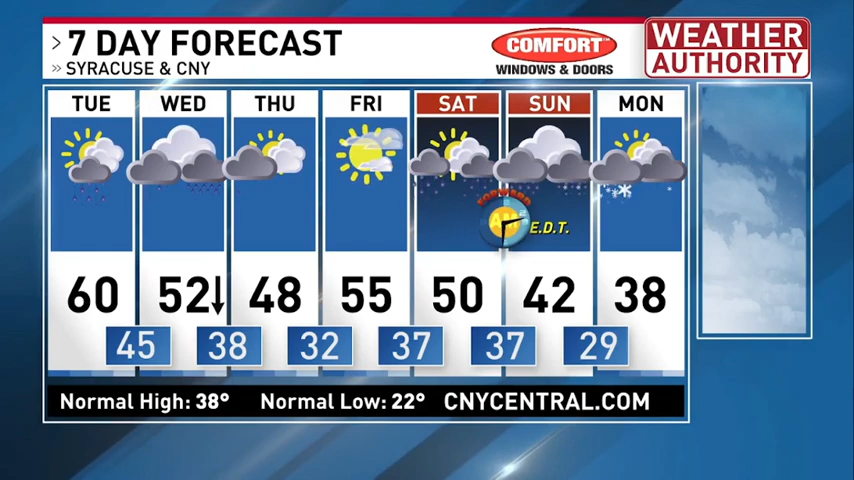 > 7 DAY FORECAST
» SYRACUSE & CNY
COMFORT
WINDOWS & DOORS
WEATHER
AUTHORITY
TUE WED THU FRI SAT SUN MON
FORWARD
AM
E.D.T.
60 52↓ 48 55 50 42 38
45 38 32 37 37 29
Normal High: 38° Normal Low: 22° CNYCENTRAL.COM